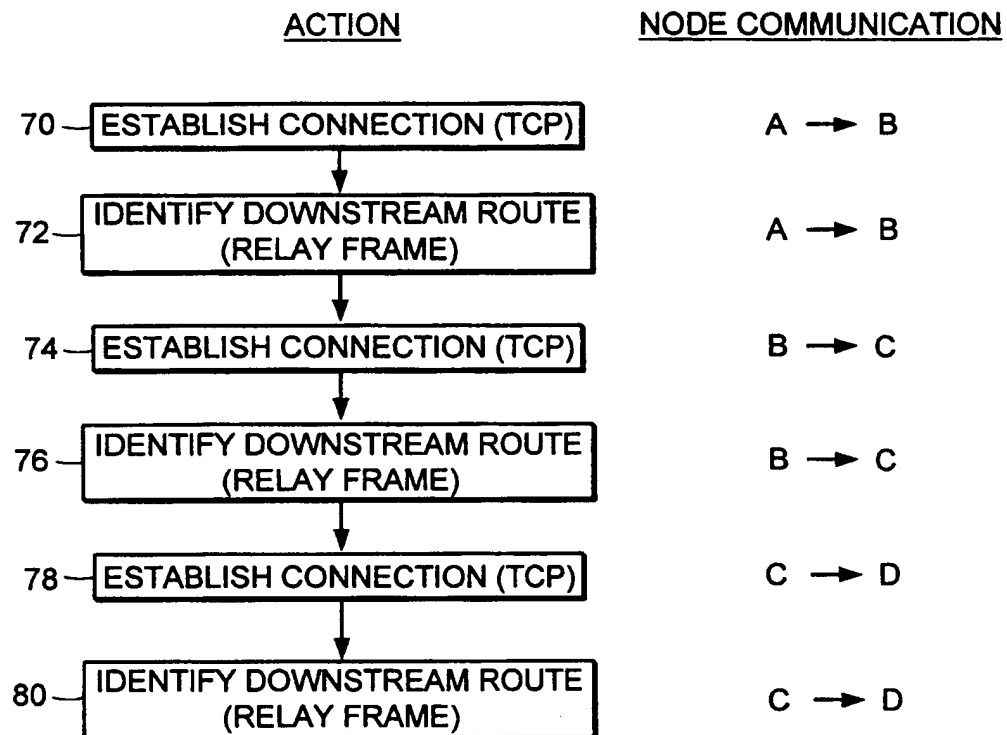 ACTION NODE COMMUNICATION
70 ESTABLISH CONNECTION (TCP) A → B
IDENTIFY DOWNSTREAM ROUTE
72 (RELAY FRAME) A → B
74 ESTABLISH CONNECTION (TCP) B → C
IDENTIFY DOWNSTREAM ROUTE
76 (RELAY FRAME) B → C
78 ESTABLISH CONNECTION (TCP) C → D
IDENTIFY DOWNSTREAM ROUTE
80 (RELAY FRAME) C → D